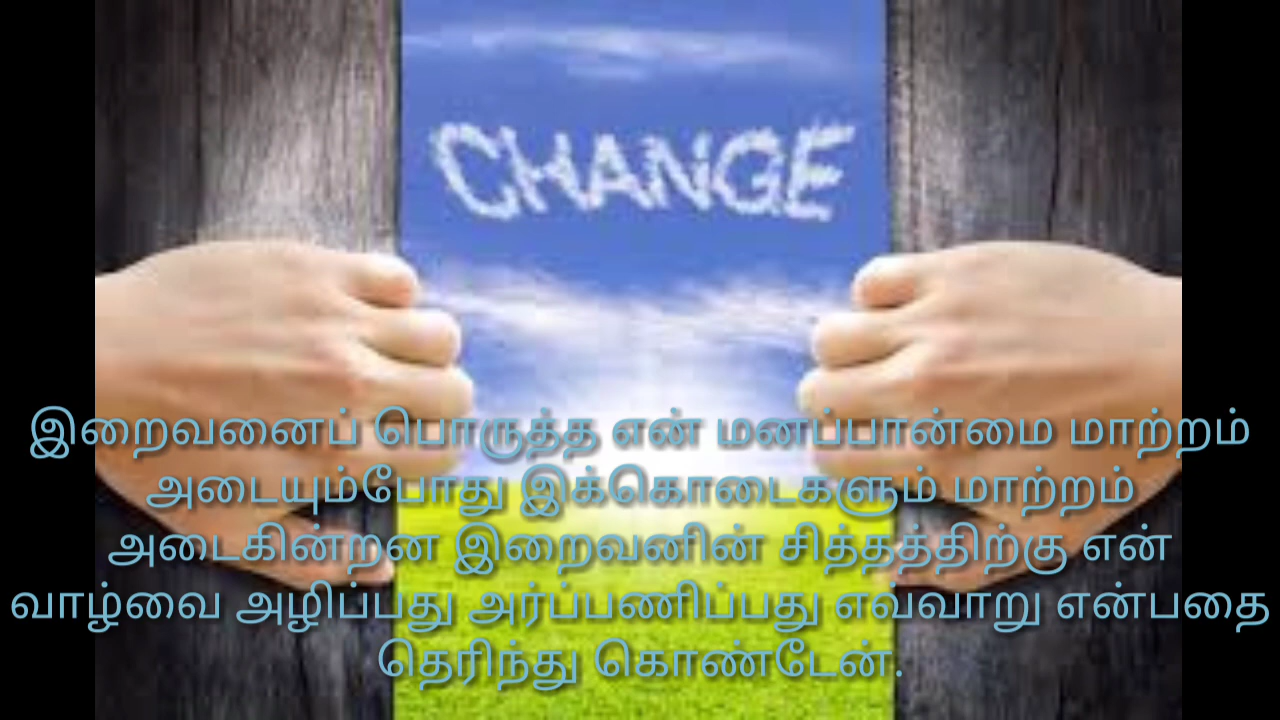 CHANGE
இறைவனைப் பொருத்த என் மனப்பான்மை மாற்றம்
அடையும்போது இக்கொடைகளும் மாற்றம்
அடைகின்றன இறைவனின் சித்தத்திற்கு என்
வாழ்வை அழிப்பது அர்ப்பணிப்பது எவ்வாறு என்பதை
தெரிந்து கொண்டேன்.